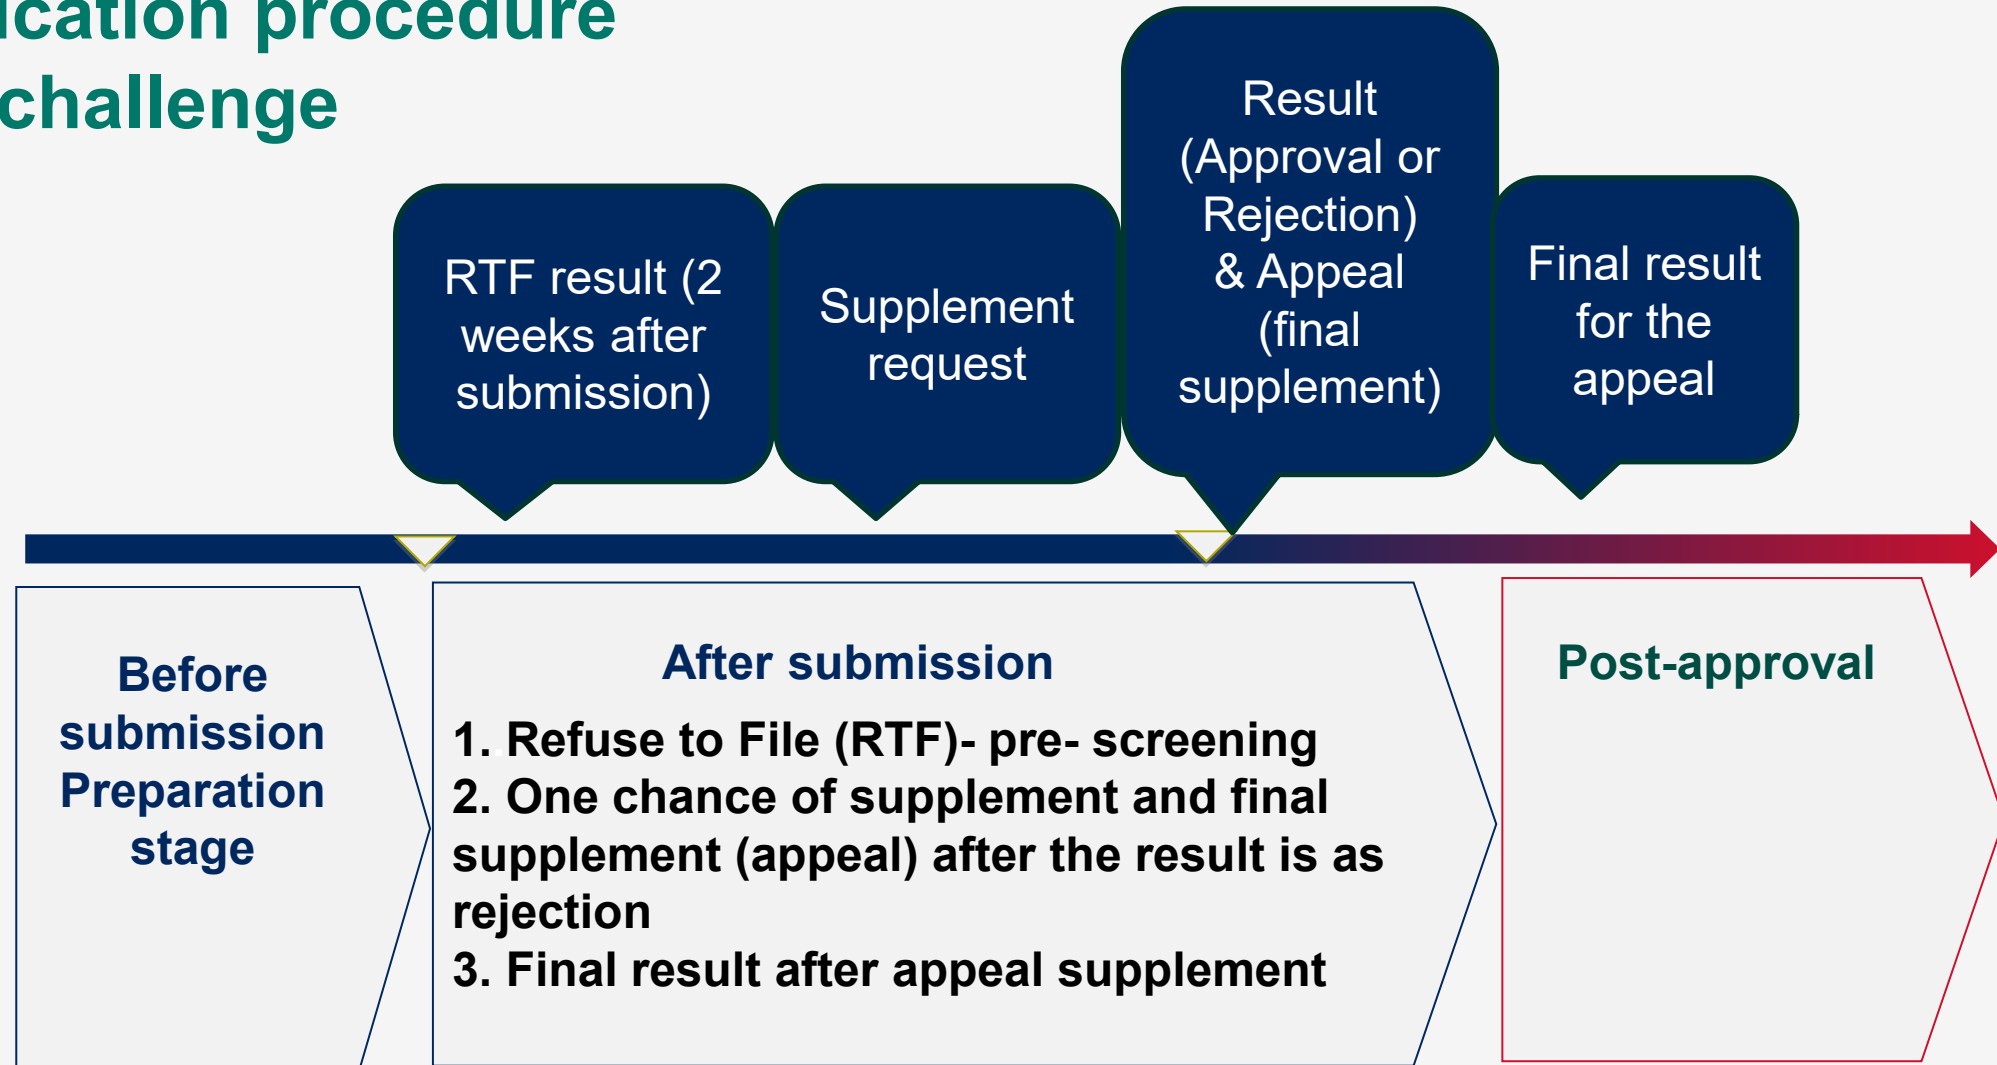 ication procedure
challenge
RTF result (2
weeks after
submission)
Supplement
request
Result
(Approval or
Rejection)
& Appeal
(final
supplement)
Final result
for the
appeal
Before
submission
Preparation
stage
After submission
1. .Refuse to File (RTF)- pre- screening
2. One chance of supplement and final
supplement (appeal) after the result is as
rejection
3. Final result after appeal supplement
Post-approval